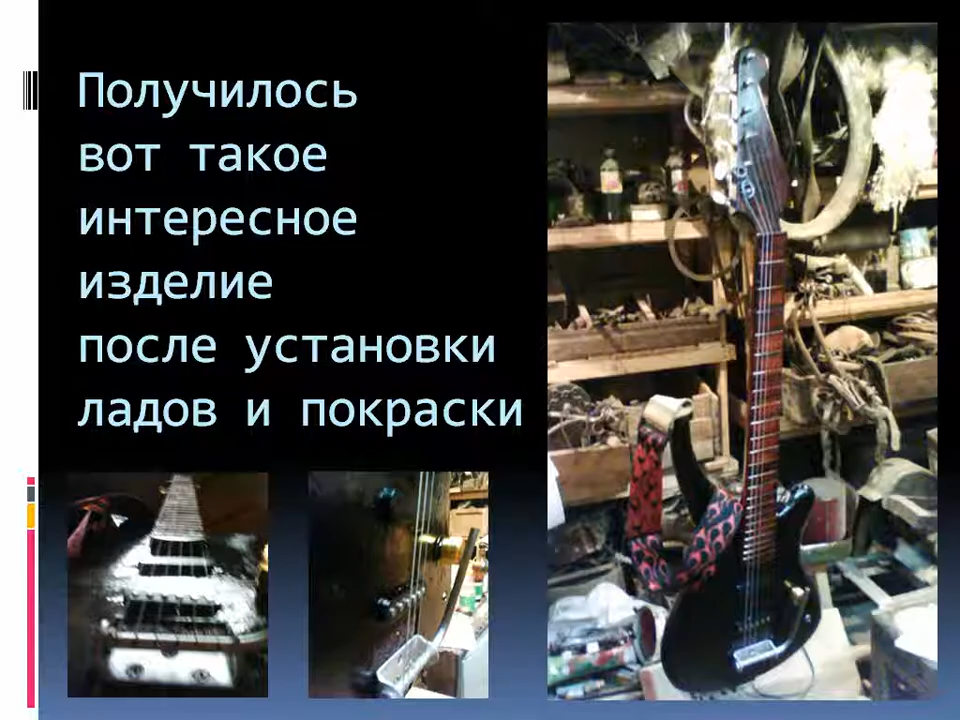 Получилось
вот такое
интересное
изделие
после установки
ладов и покраски